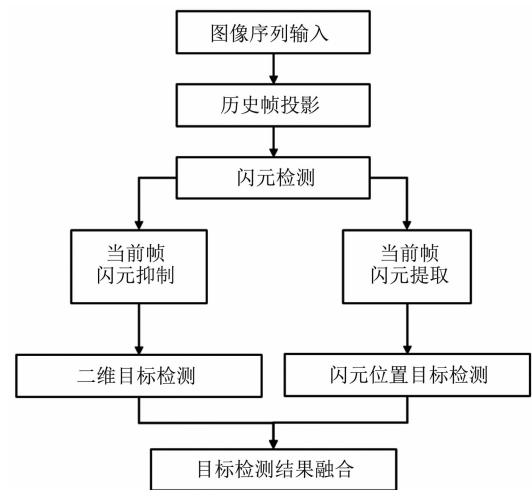 图像序列输入
历史帧投影
闪元检测
当前帧
闪元抑制
当前帧
闪元提取
二维目标检测
闪元位置目标检测
目标检测结果融合